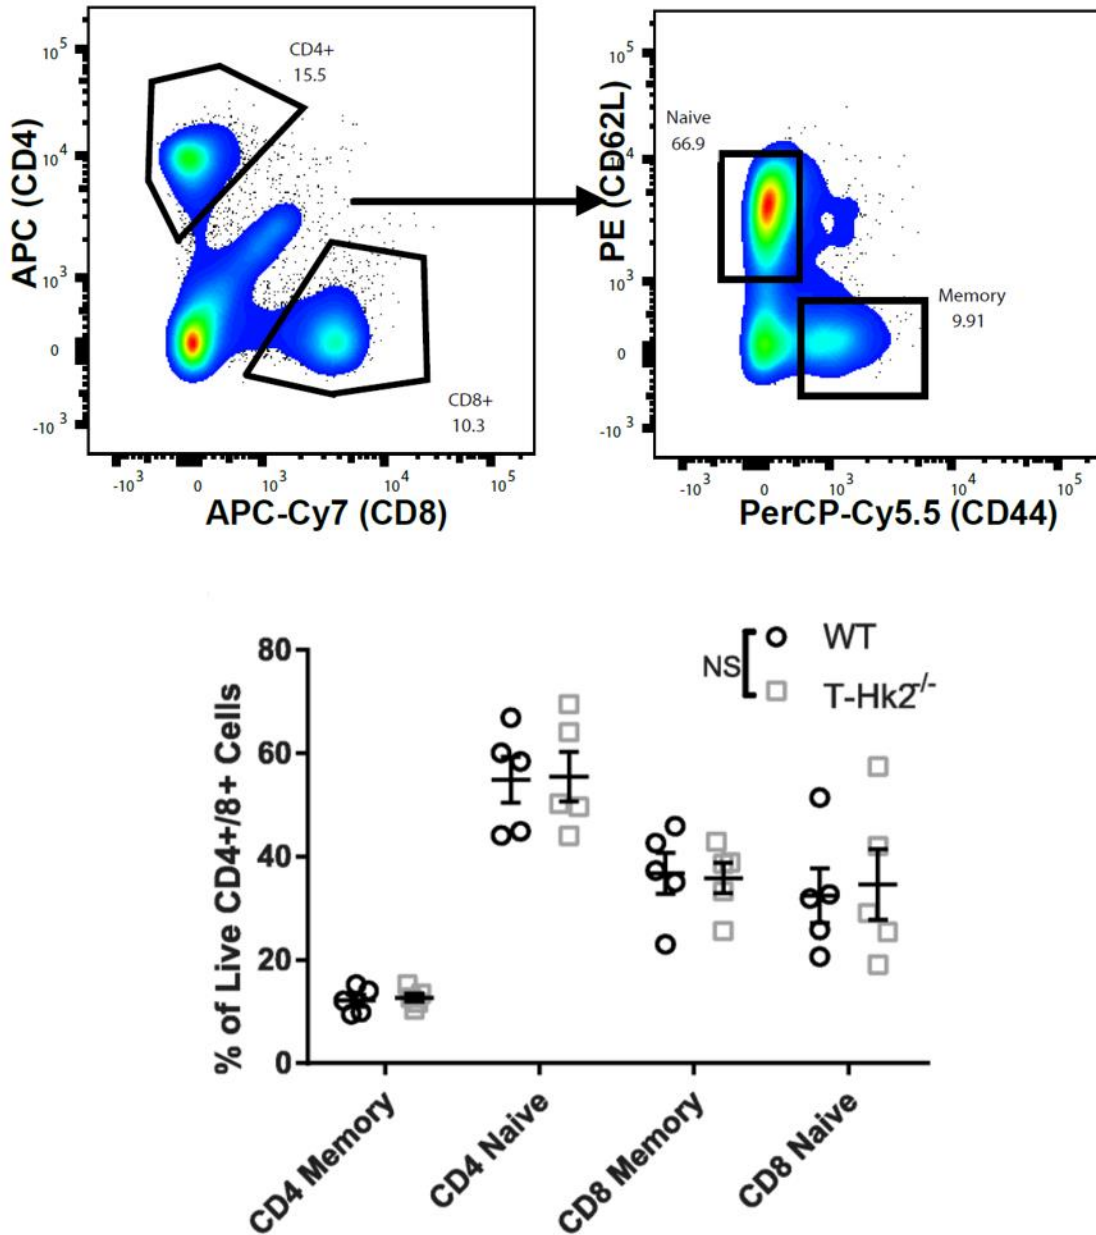 CD4+
15.5
10^5
10^4
10^3
0
-10^3
APC (CD4)
CD8+
10.3
-10^3 0 10^3 10^4 10^5
APC-Cy7 (CD8)
Naive
66.9
10^5
10^4
10^3
0
-10^3
PE (CD62L)
Memory
9.91
-10^3 0 10^3 10^4 10^5
PerCP-Cy5.5 (CD44)
NS
WT
T-Hk2-/-
80
60
40
20
0
% of Live CD4+/8+ Cells
CD4 Memory
CD4 Naive
CD8 Memory
CD8 Naive